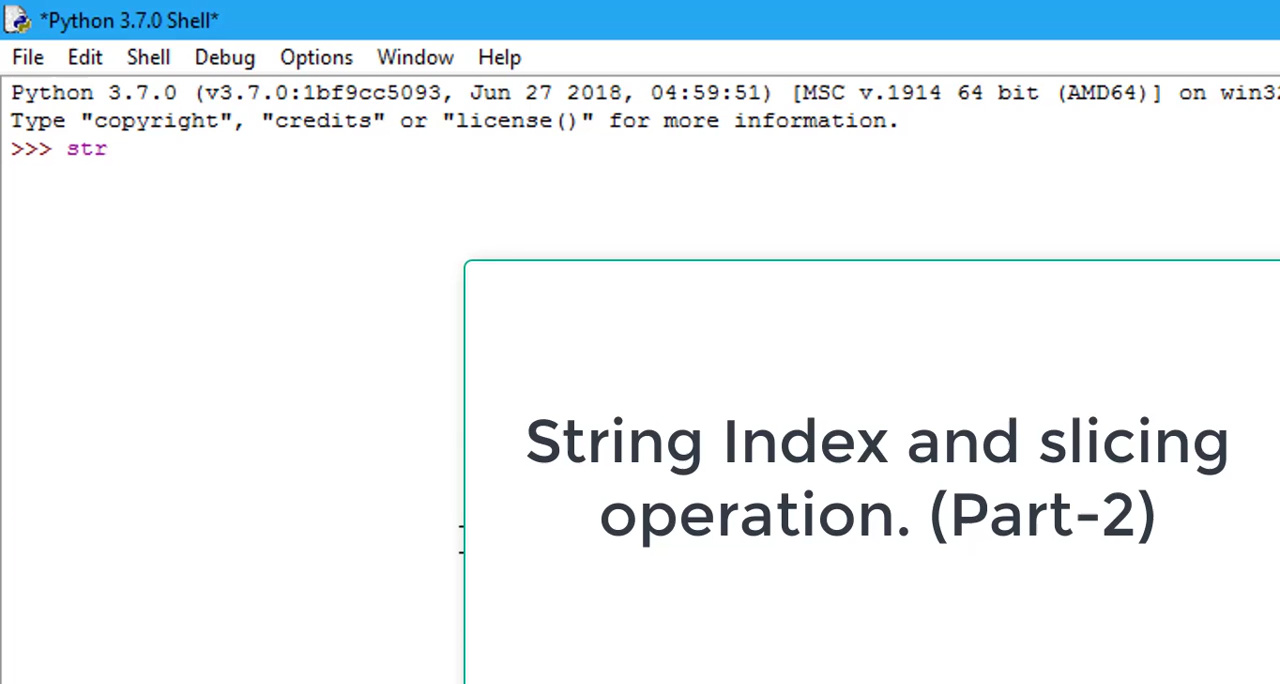 *Python 3.7.0 Shell*
File Edit Shell Debug Options Window Help
Python 3.7.0 (v3.7.0:1bf9cc5093, Jun 27 2018, 04:59:51) [MSC v.1914 64 bit (AMD64)] on win32
Type "copyright", "credits" or "license()" for more information.
>>> str
String Index and slicing
operation. (Part-2)